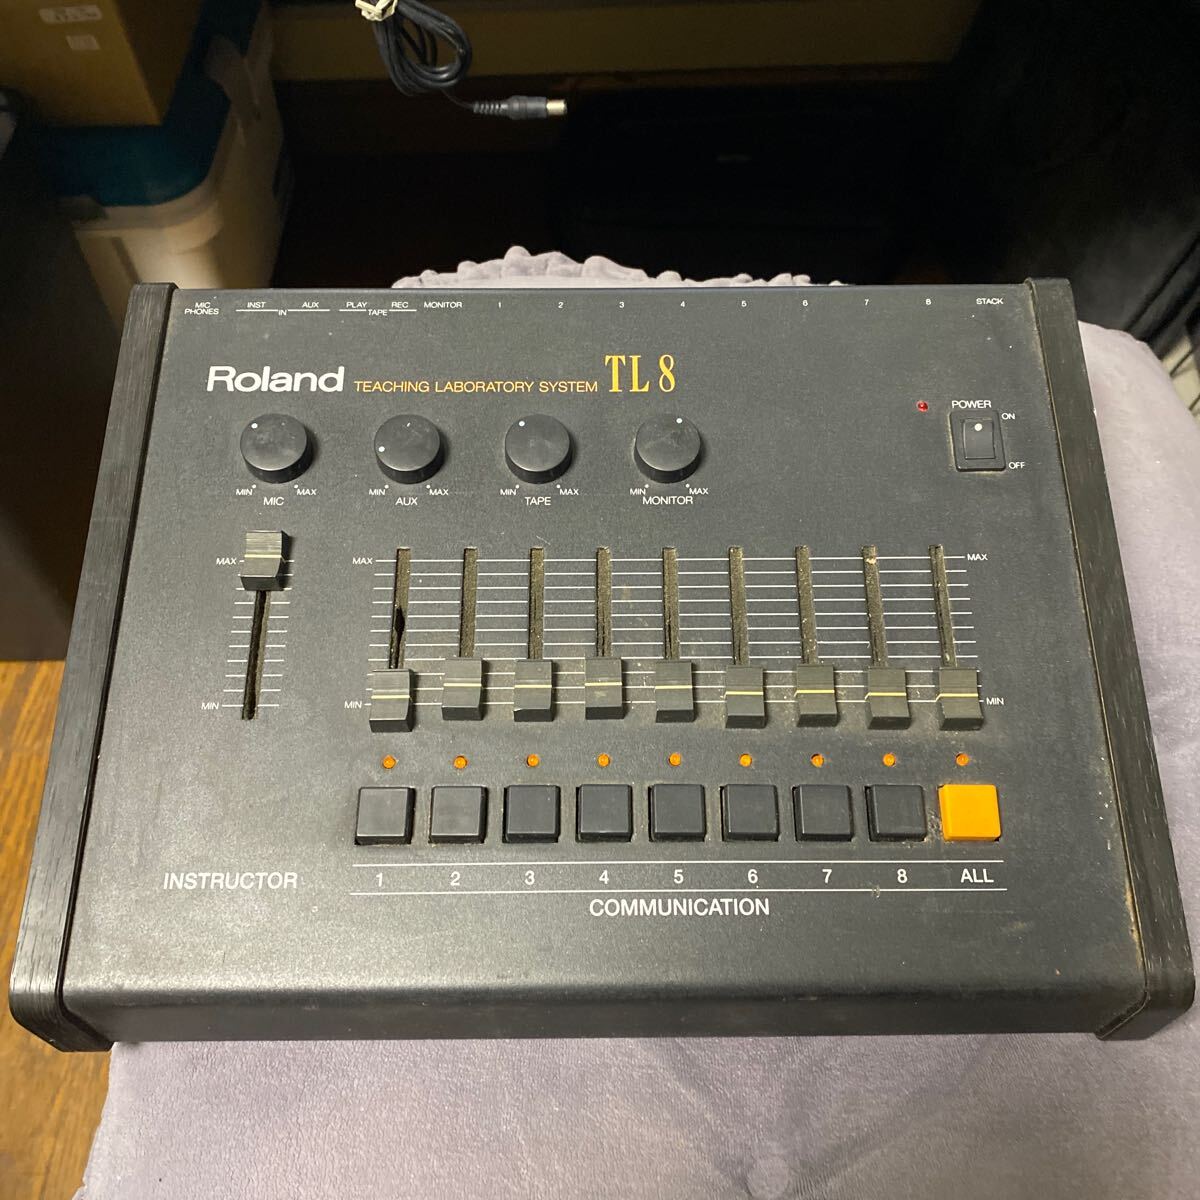 MIC PHONES INST IN AUX PLAY TAPE REC MONITOR 1 2 3 4 5 6 7 8 STACK
Roland TEACHING LABORATORY SYSTEM TL 8
POWER
ON
OFF
MIN MAX MIN MAX MIN MAX MIN MAX
MIC AUX TAPE MONITOR
MAX MAX MAX
MIN MIN MIN
INSTRUCTOR 1 2 3 4 5 6 7 8 ALL
COMMUNICATION